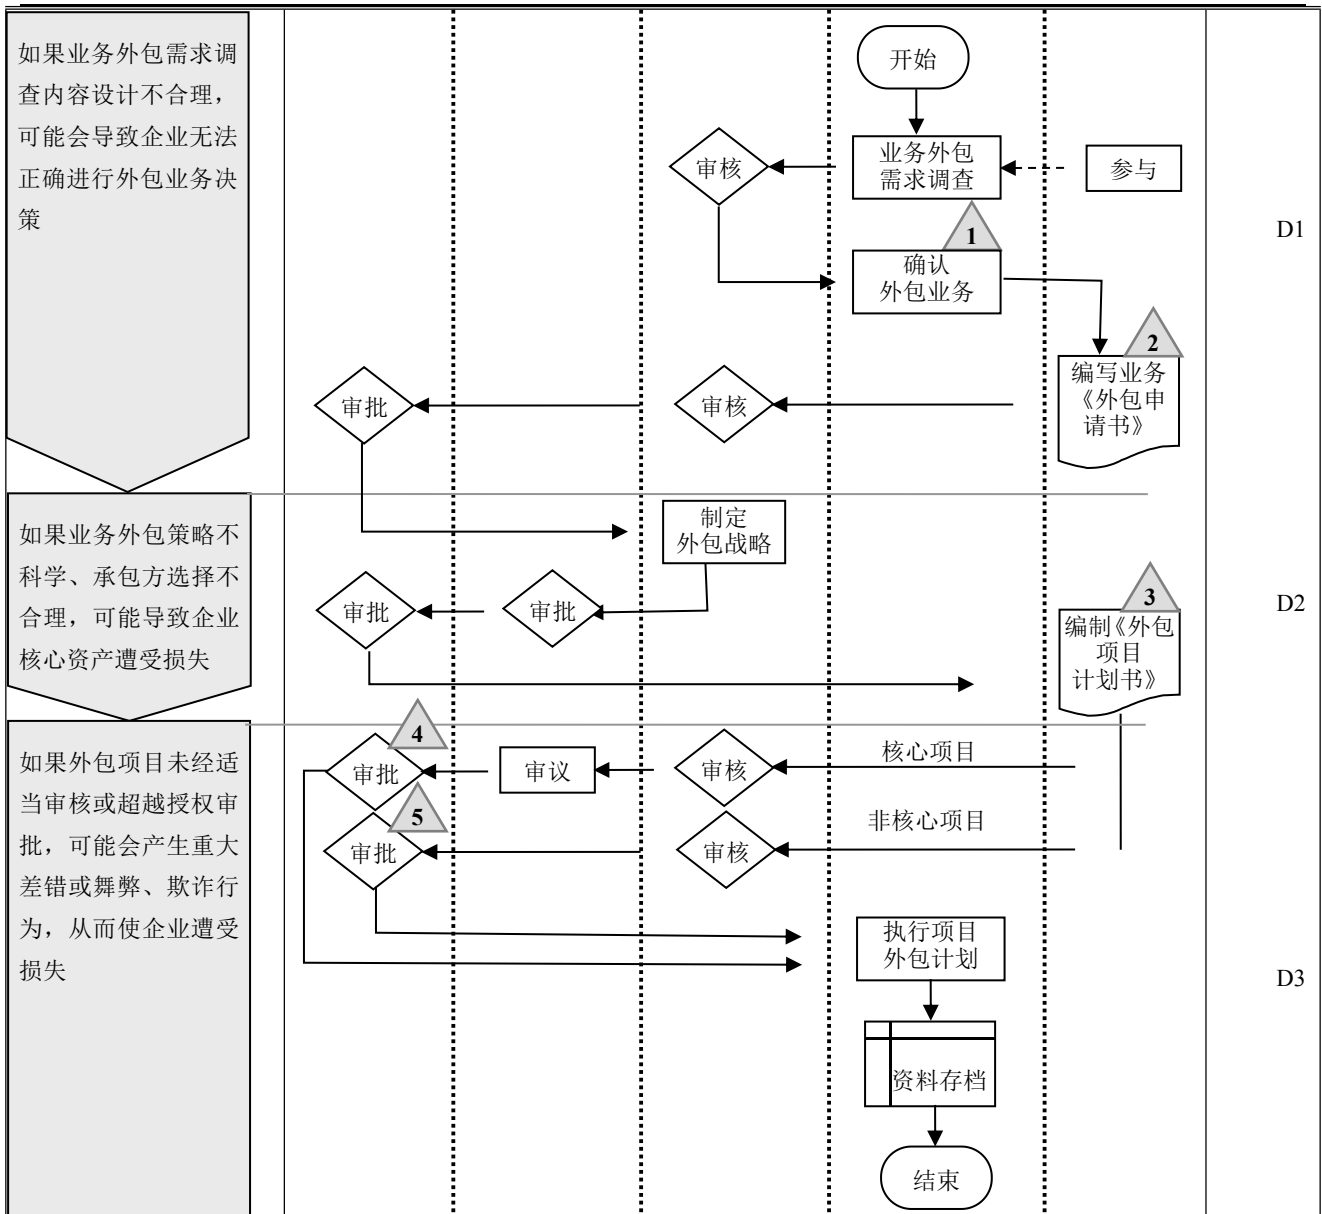 如果业务外包需求调
查内容设计不合理，
可能会导致企业无法
正确进行外包业务决
策
开始
业务外包
需求调查
参与
审核
1
确认
外包业务
D1
2
编写业务
《外包申
请书》
审核
审批
如果业务外包策略不
科学、承包方选择不
合理，可能导致企业
核心资产遭受损失
制定
外包战略
审批
审批
3
编制《外包
项目
计划书》
D2
如果外包项目未经适
当审核或超越授权审
批，可能会产生重大
差错或舞弊、欺诈行
为，从而使企业遭受
损失
4
审批
审议
审核
核心项目
5
审批
审核
非核心项目
执行项目
外包计划
D3
资料存档
结束